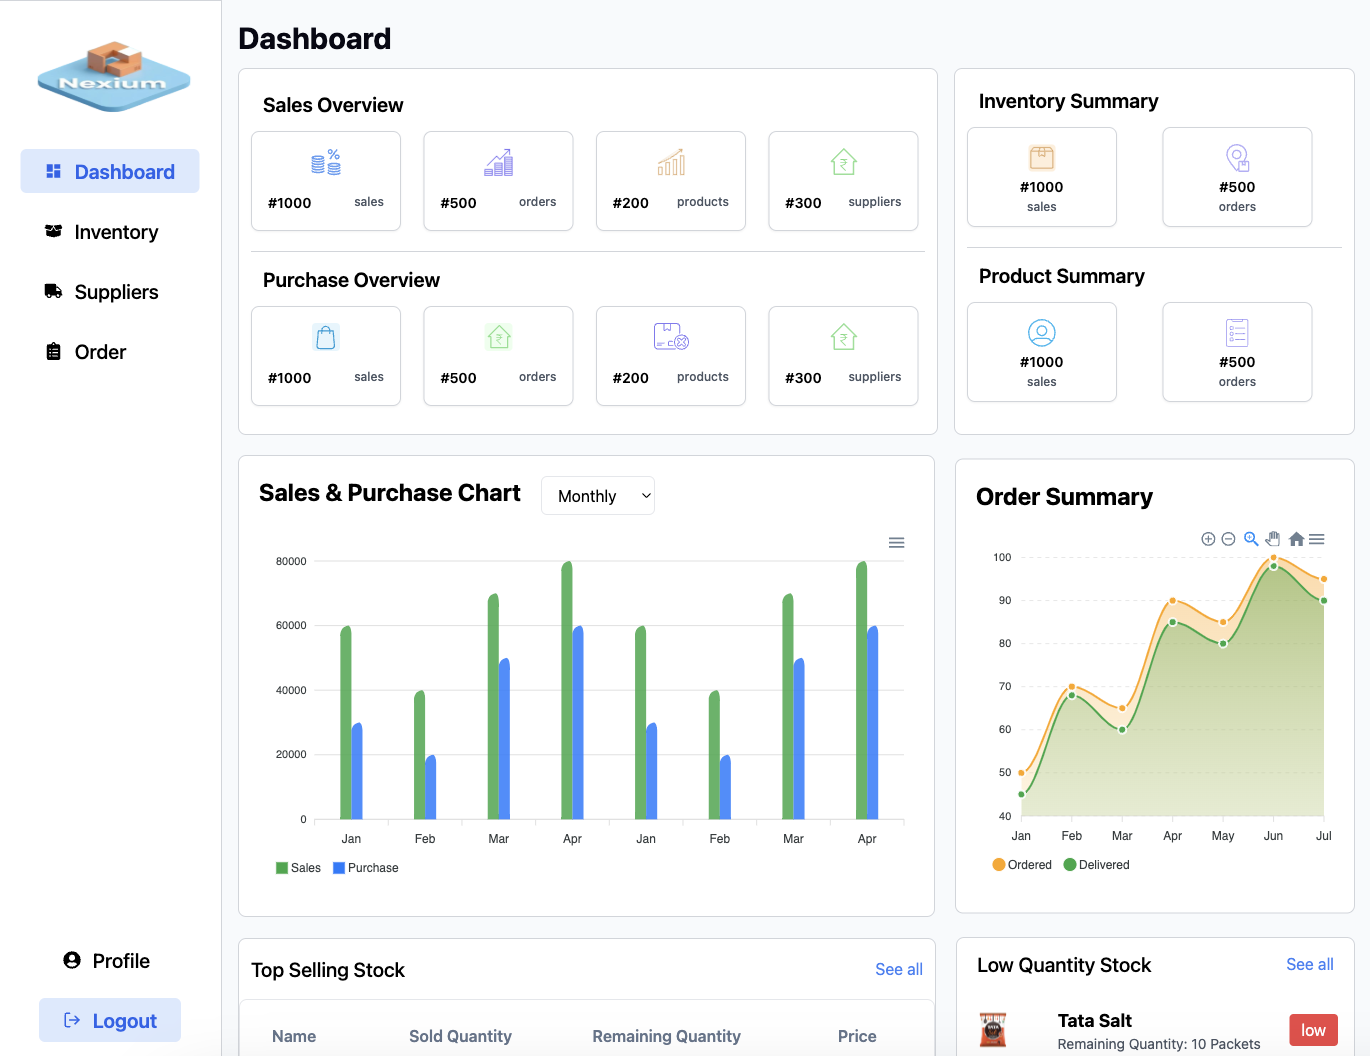 Nexium
Dashboard
Inventory
Suppliers
Order
Profile
Logout
Dashboard
Sales Overview
#1000 sales
#500 orders
#200 products
#300 suppliers
Purchase Overview
#1000 sales
#500 orders
#200 products
#300 suppliers
Inventory Summary
#1000
sales
#500
orders
Product Summary
#1000
sales
#500
orders
Sales & Purchase Chart
Monthly
80000
60000
40000
20000
0
Jan Feb Mar Apr Jan Feb Mar Apr
Sales Purchase
Order Summary
100
90
80
70
60
50
40
Jan Feb Mar Apr May Jun Jul
Ordered Delivered
Top Selling Stock
See all
Name Sold Quantity Remaining Quantity Price
Low Quantity Stock
See all
TATA
Tata Salt
Remaining Quantity: 10 Packets
low